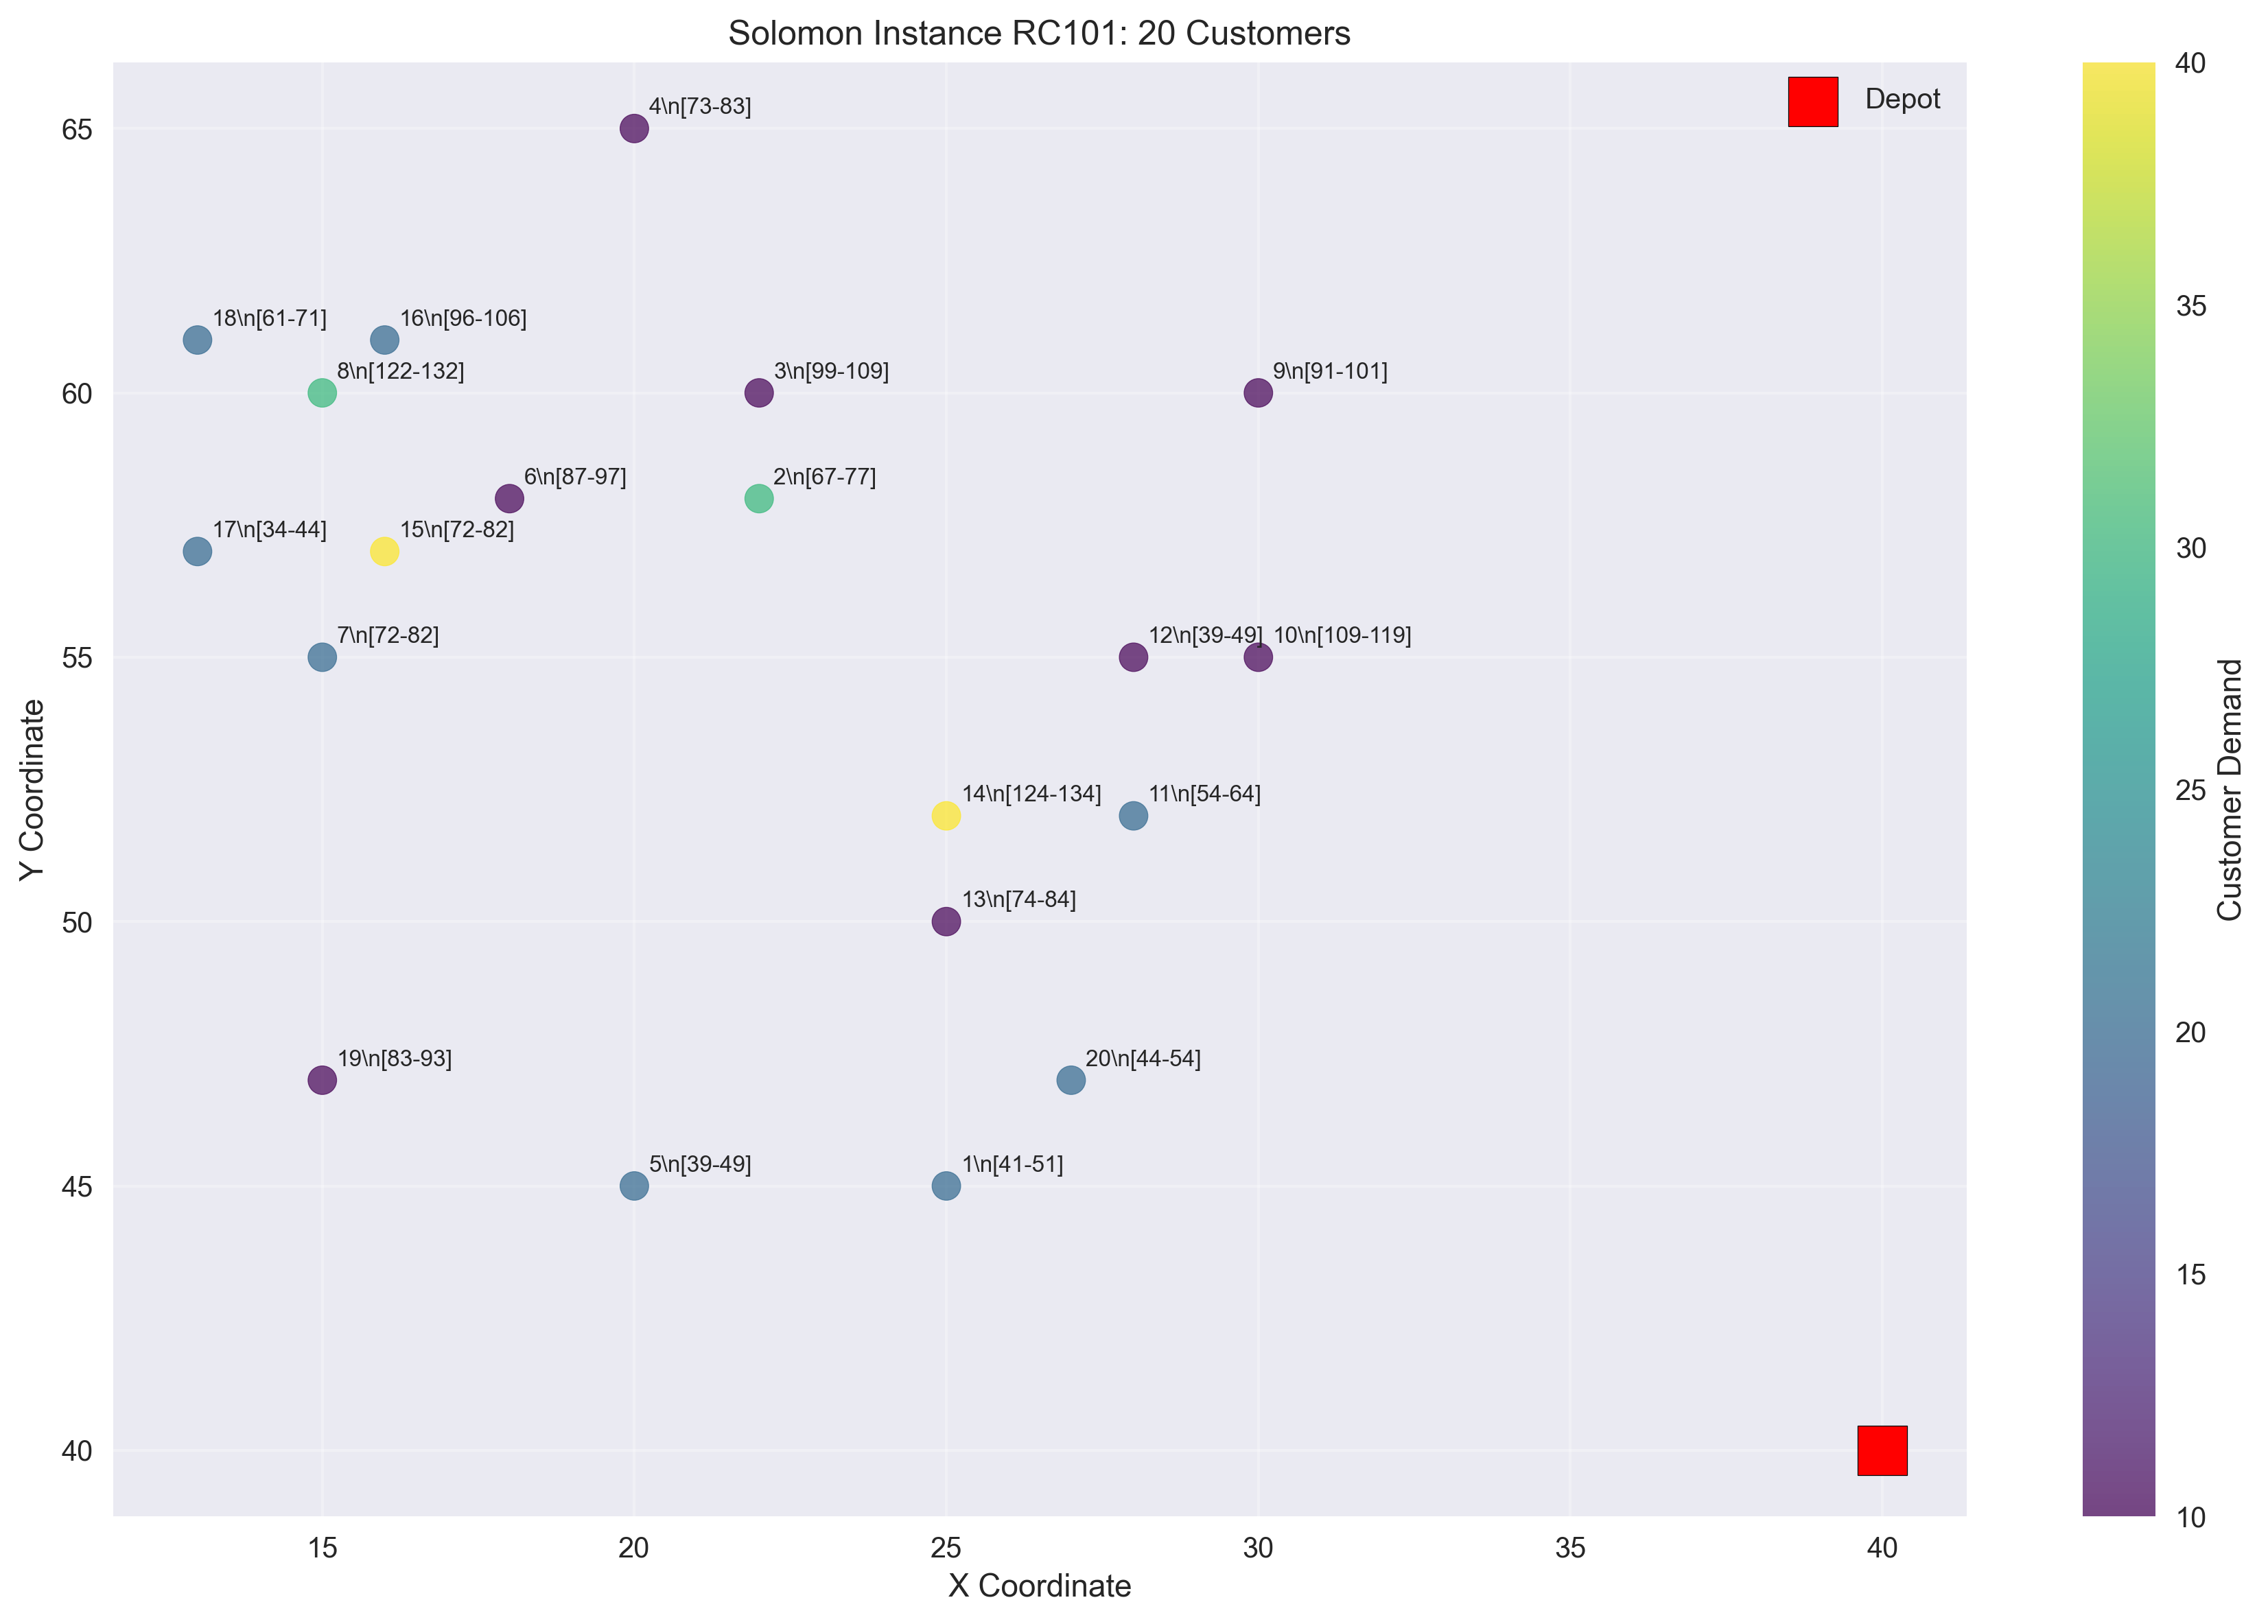 Solomon Instance RC101: 20 Customers
Depot
4\n[73-83]
18\n[61-71]
16\n[96-106]
8\n[122-132]
3\n[99-109]
9\n[91-101]
6\n[87-97]
2\n[67-77]
17\n[34-44]
15\n[72-82]
7\n[72-82]
12\n[39-49]
10\n[109-119]
14\n[124-134]
11\n[54-64]
13\n[74-84]
19\n[83-93]
20\n[44-54]
5\n[39-49]
1\n[41-51]
65
60
55
50
45
40
Y Coordinate
15
20
25
30
35
40
X Coordinate
40
35
30
25
20
15
10
Customer Demand